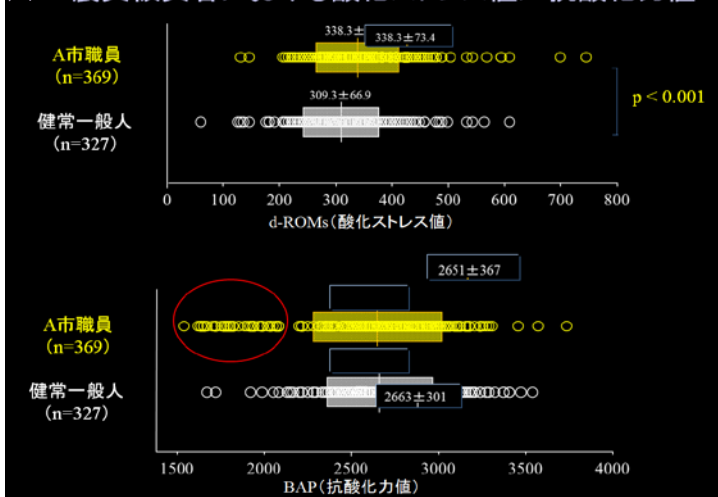 338.3±
338.3±73.4
A市職員
(n=369)
309.3±66.9
p < 0.001
健常一般人
(n=327)
0 100 200 300 400 500 600 700 800
d-ROMs(酸化ストレス値)
2651±367
A市職員
(n=369)
健常一般人
(n=327)
2663±301
1500 2000 2500 3000 3500 4000
BAP(抗酸化力値)